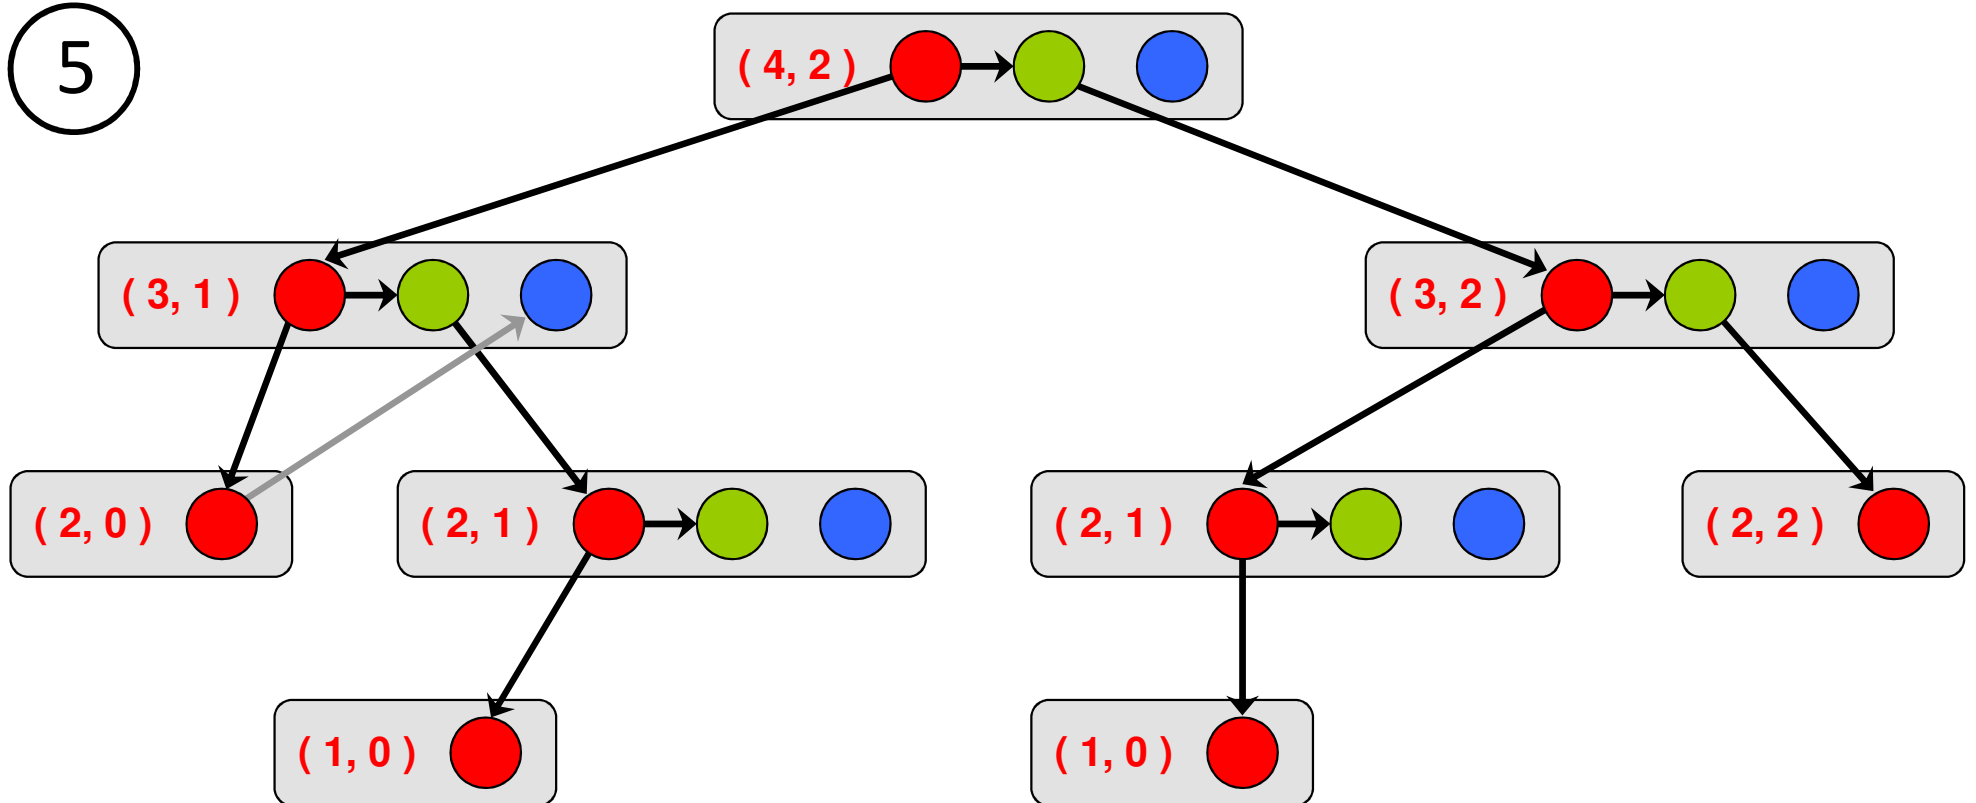 5
( 4, 2 )
( 3, 1 )
( 3, 2 )
( 2, 0 )
( 2, 1 )
( 2, 1 )
( 2, 2 )
( 1, 0 )
( 1, 0 )